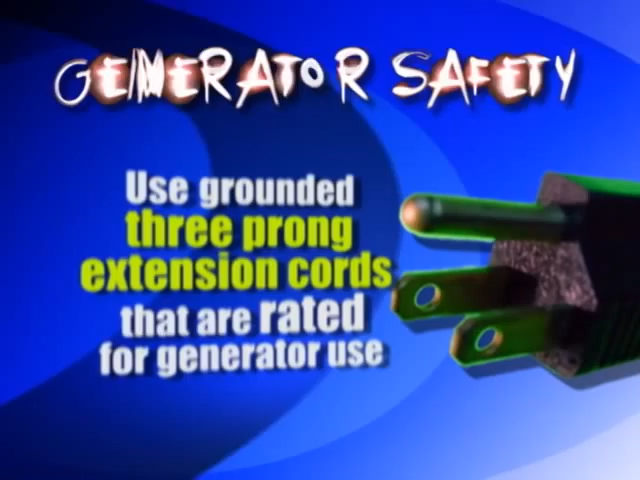 GENERATOR SAFETY
Use grounded
three prong
extension cords
that are rated
for generator use